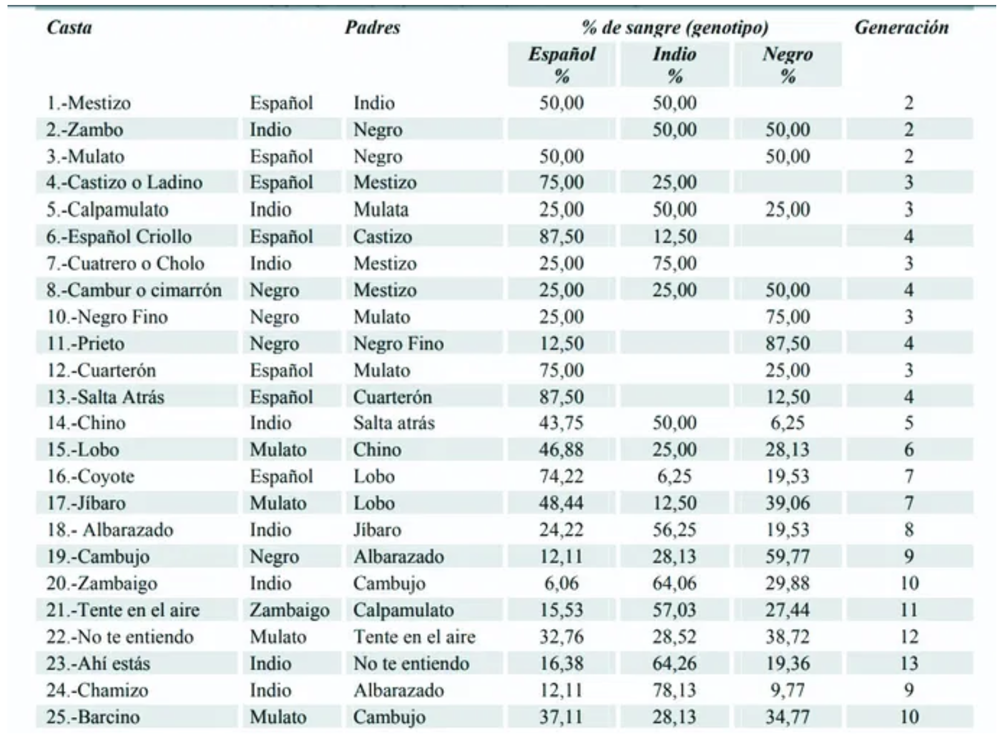 Casta Padres % de sangre (genotipo) Generación
Español Indio Negro
% % %
1.-Mestizo Español Indio 50,00 50,00 2
2.-Zambo Indio Negro 50,00 50,00 2
3.-Mulato Español Negro 50,00 50,00 2
4.-Castizo o Ladino Español Mestizo 75,00 25,00 3
5.-Calpamulato Indio Mulata 25,00 50,00 25,00 3
6.-Español Criollo Español Castizo 87,50 12,50 4
7.-Cuatrero o Cholo Indio Mestizo 25,00 75,00 3
8.-Cambur o cimarrón Negro Mestizo 25,00 25,00 50,00 4
10.-Negro Fino Negro Mulato 25,00 75,00 3
11.-Prieto Negro Negro Fino 12,50 87,50 4
12.-Cuarterón Español Mulato 75,00 25,00 3
13.-Salta Atrás Español Cuarterón 87,50 12,50 4
14.-Chino Indio Salta atrás 43,75 50,00 6,25 5
15.-Lobo Mulato Chino 46,88 25,00 28,13 6
16.-Coyote Español Lobo 74,22 6,25 19,53 7
17.-Jíbaro Mulato Lobo 48,44 12,50 39,06 7
18.- Albarazado Indio Jíbaro 24,22 56,25 19,53 8
19.-Cambujo Negro Albarazado 12,11 28,13 59,77 9
20.-Zambaigo Indio Cambujo 6,06 64,06 29,88 10
21.-Tente en el aire Zambaigo Calpamulato 15,53 57,03 27,44 11
22.-No te entiendo Mulato Tente en el aire 32,76 28,52 38,72 12
23.-Ahí estás Indio No te entiendo 16,38 64,26 19,36 13
24.-Chamizo Indio Albarazado 12,11 78,13 9,77 9
25.-Barcino Mulato Cambujo 37,11 28,13 34,77 10